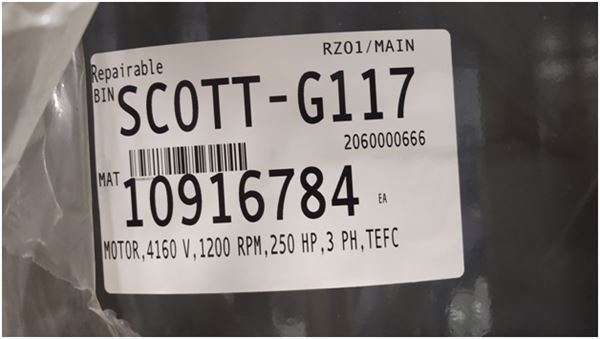 RZ01/MAIN
Repairable
BIN SCOTT-G117
2060000666
MAT 10916784 EA
MOTOR,4160 V,1200 RPM,250 HP,3 PH,TEFC